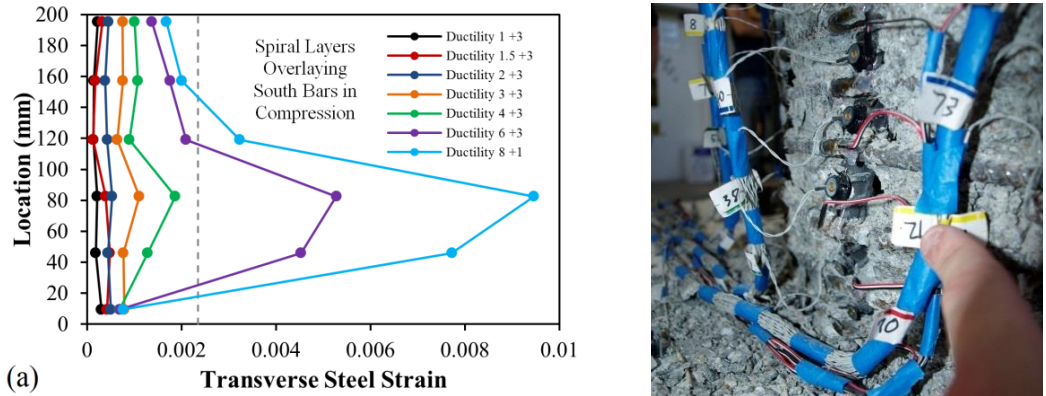 200
180
160
140
120
100
80
60
40
20
0
Location (mm)
0
0.002
0.004
0.006
0.008
0.01
Transverse Steel Strain
(a)
Spiral Layers
Overlaying
South Bars in
Compression
Ductility 1 +3
Ductility 1.5 +3
Ductility 2 +3
Ductility 3 +3
Ductility 4 +3
Ductility 6 +3
Ductility 8 +1
8
73
38
10